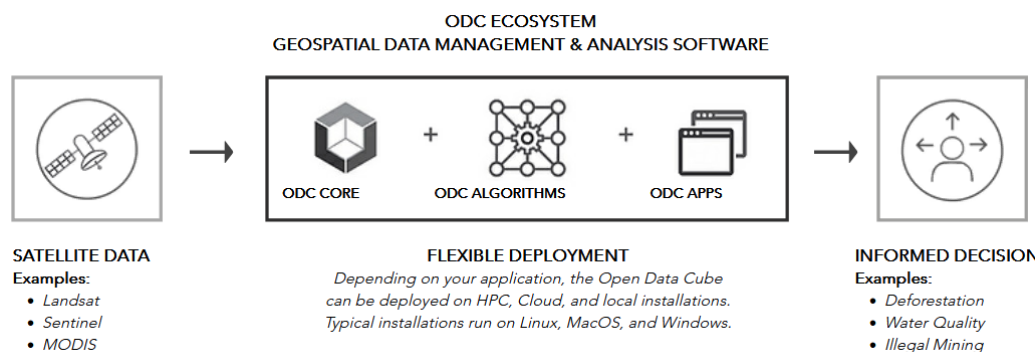 ODC ECOSYSTEM
GEOSPATIAL DATA MANAGEMENT & ANALYSIS SOFTWARE
+
+
ODC CORE
ODC ALGORITHMS
ODC APPS
SATELLITE DATA
Examples:
• Landsat
• Sentinel
• MODIS
FLEXIBLE DEPLOYMENT
Depending on your application, the Open Data Cube
can be deployed on HPC, Cloud, and local installations.
Typical installations run on Linux, MacOS, and Windows.
INFORMED DECISION
Examples:
• Deforestation
• Water Quality
• Illegal Mining